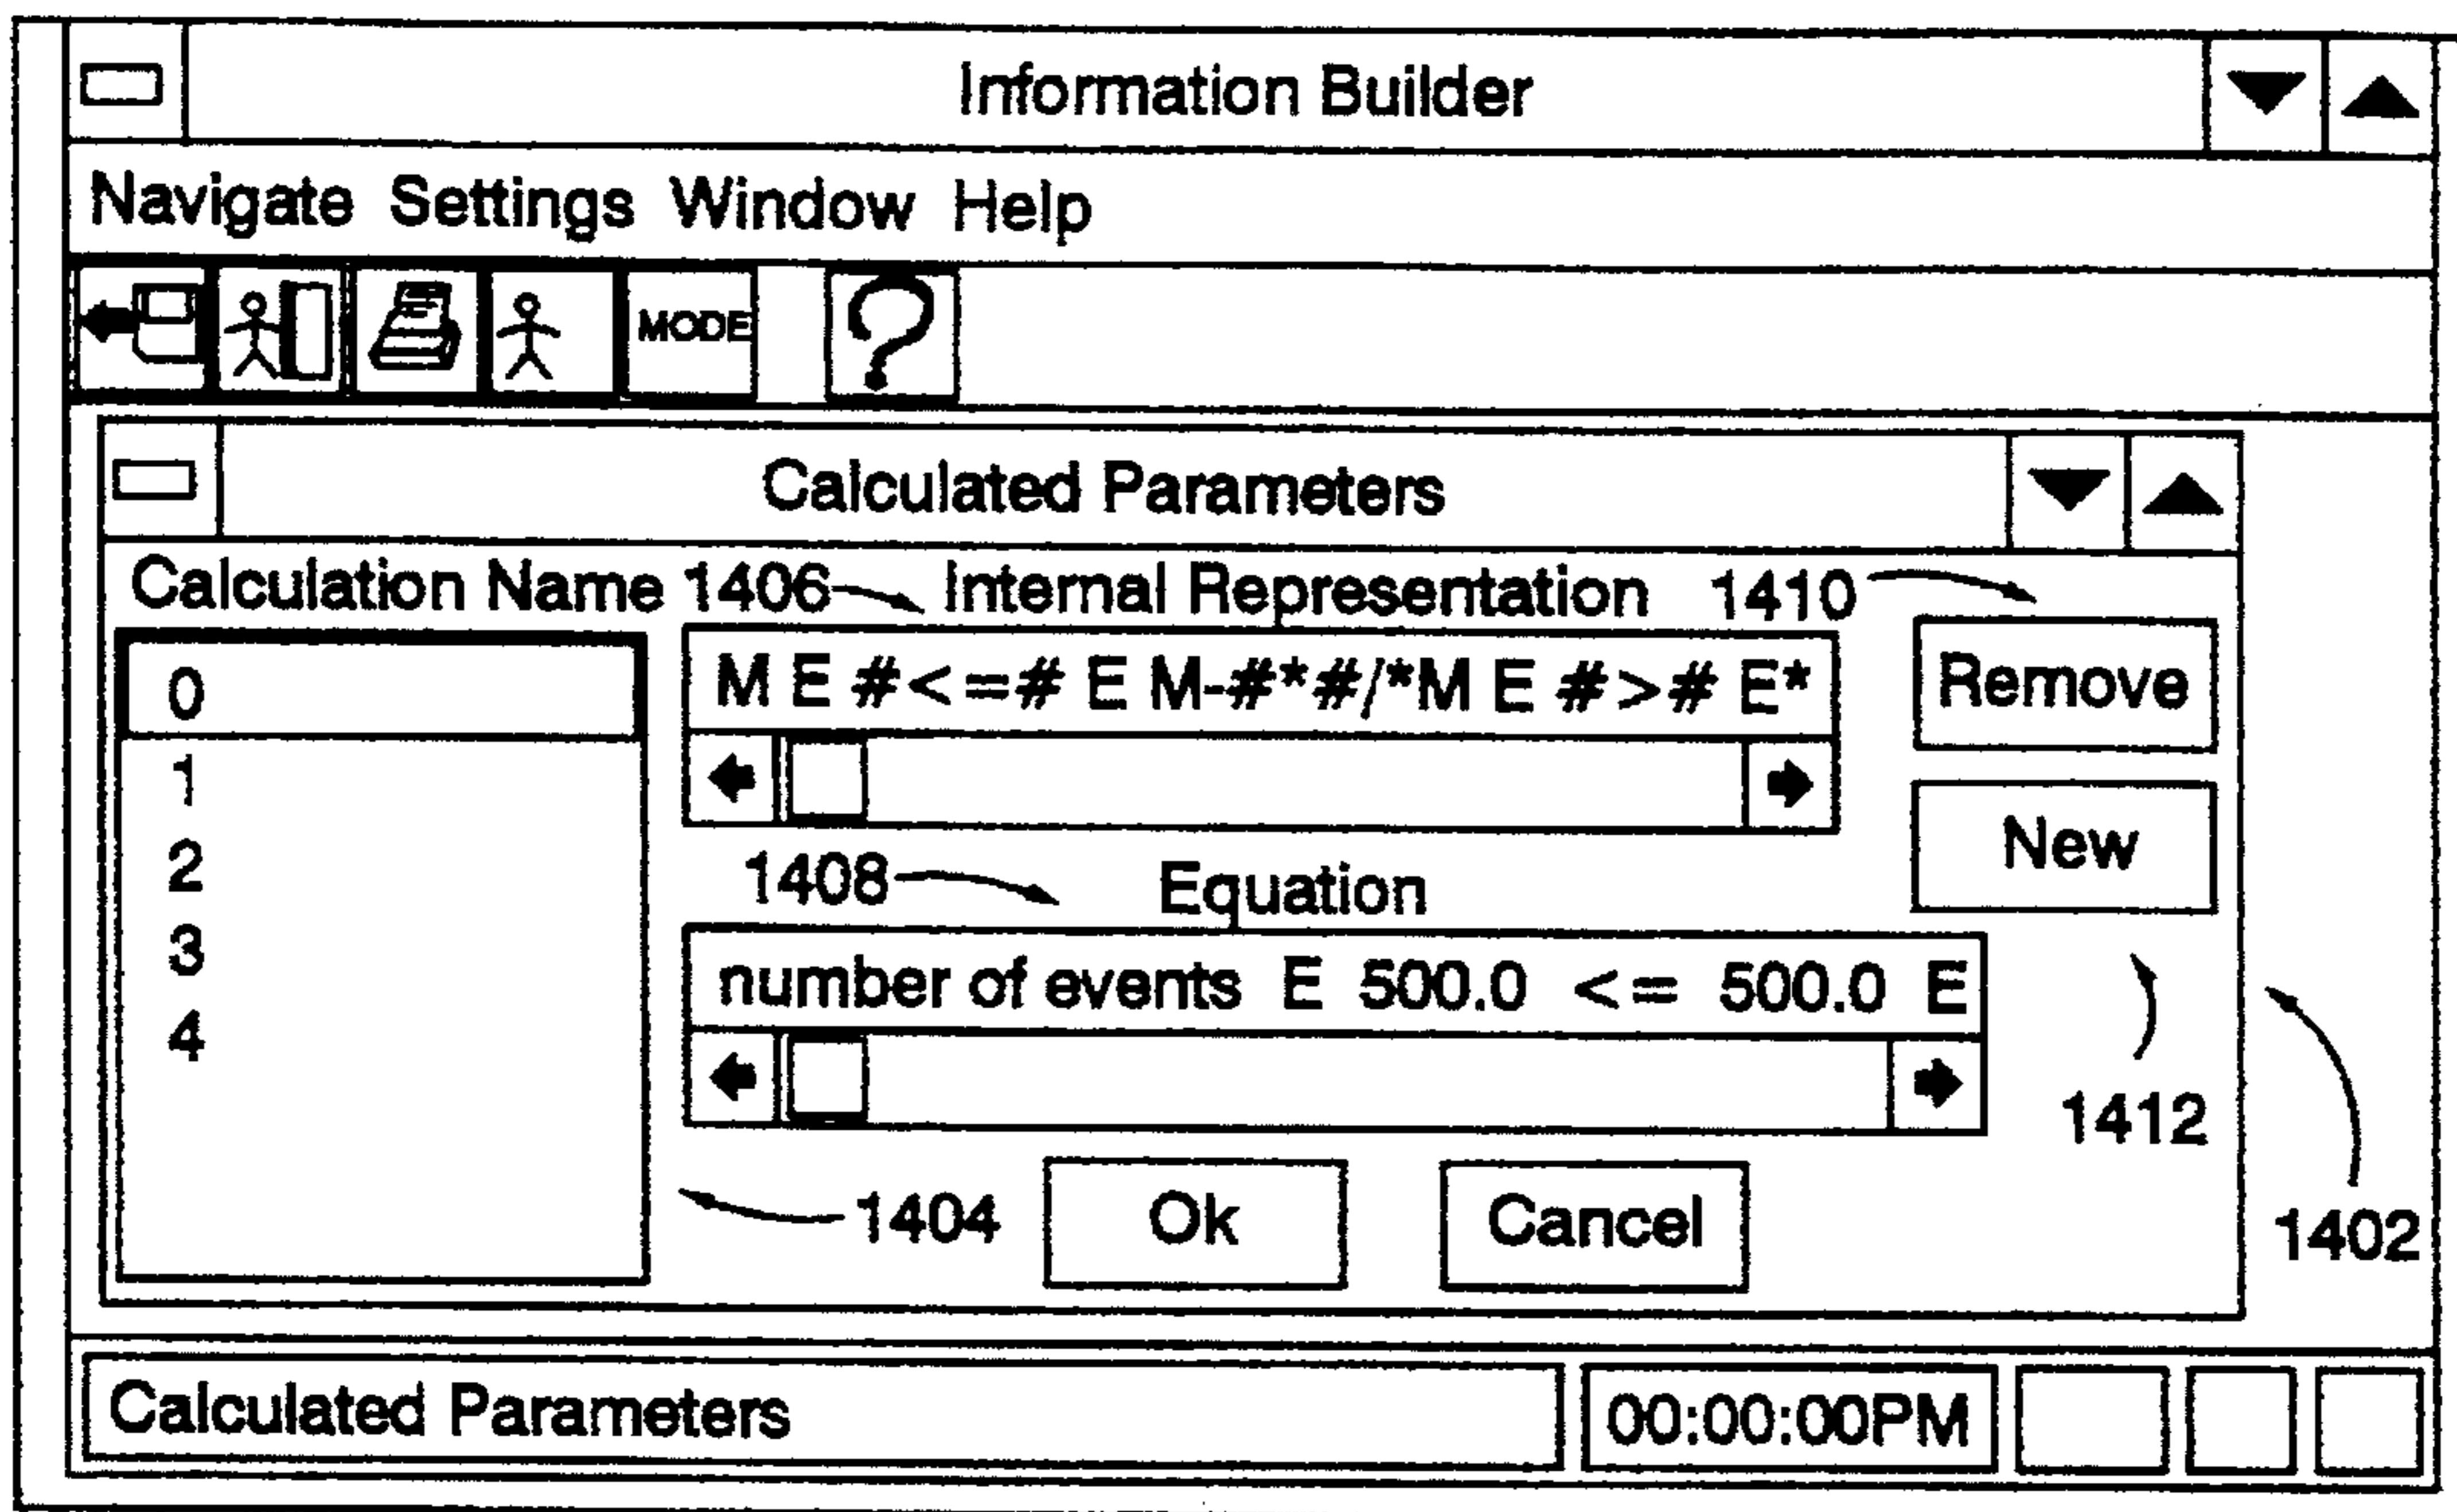 Information Builder
Navigate Settings Window Help
MODE ?
Calculated Parameters
Calculation Name 1406 Internal Representation 1410
0
1
2
3
4
M E #<=# E M-#*#/*M E #># E*
Remove
New
1408 Equation
number of events E 500.0 <= 500.0 E
1412
1404
Ok Cancel
1402
Calculated Parameters 00:00:00PM